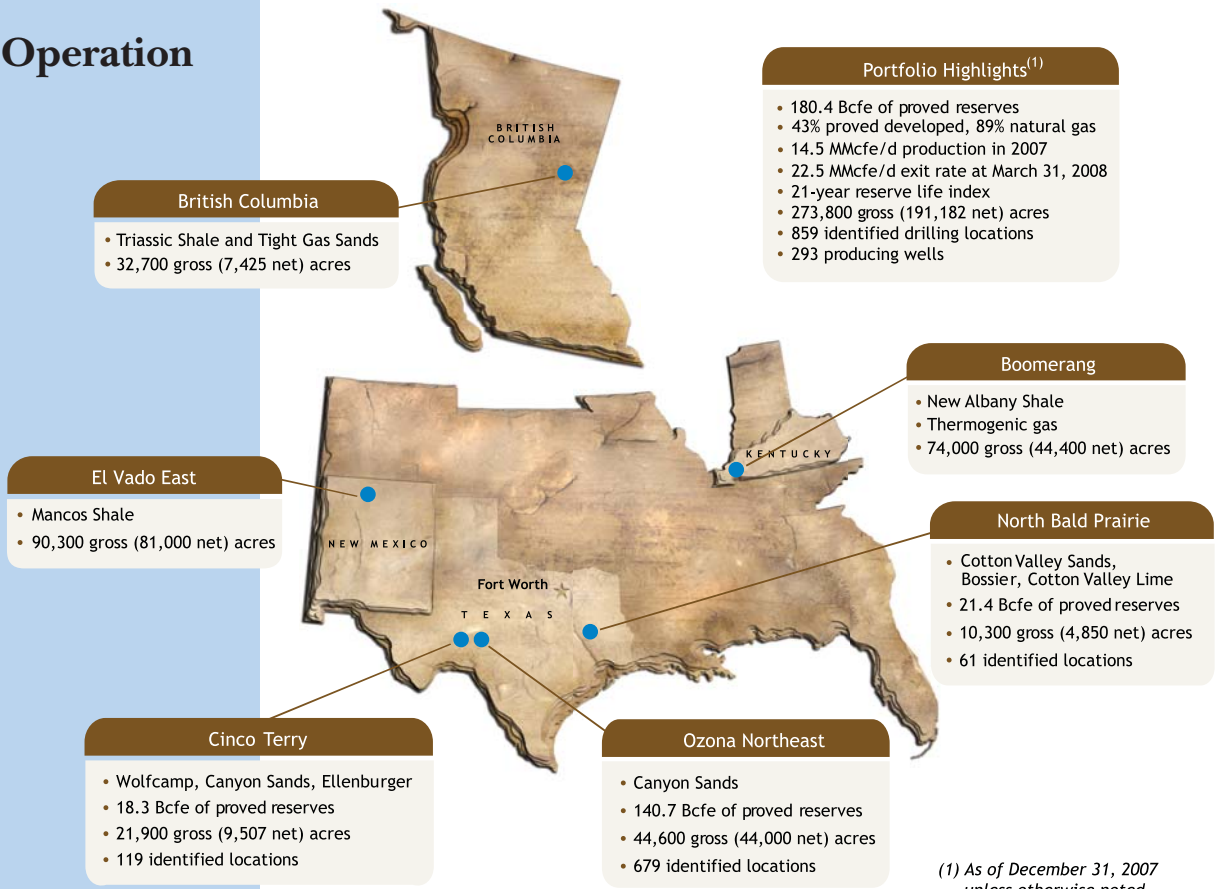 Operation
Portfolio Highlights(1)
• 180.4 Bcfe of proved reserves
• 43% proved developed, 89% natural gas
• 14.5 MMcfe/d production in 2007
• 22.5 MMcfe/d exit rate at March 31, 2008
• 21-year reserve life index
• 273,800 gross (191,182 net) acres
• 859 identified drilling locations
• 293 producing wells
BRITISH
COLUMBIA
British Columbia
• Triassic Shale and Tight Gas Sands
• 32,700 gross (7,425 net) acres
Boomerang
• New Albany Shale
• Thermogenic gas
• 74,000 gross (44,400 net) acres
KENTUCKY
El Vado East
• Mancos Shale
• 90,300 gross (81,000 net) acres
NEW MEXICO
North Bald Prairie
• Cotton Valley Sands,
Bossier, Cotton Valley Lime
• 21.4 Bcfe of proved reserves
• 10,300 gross (4,850 net) acres
• 61 identified locations
Fort Worth
TEXAS
Cinco Terry
• Wolfcamp, Canyon Sands, Ellenburger
• 18.3 Bcfe of proved reserves
• 21,900 gross (9,507 net) acres
• 119 identified locations
Ozona Northeast
• Canyon Sands
• 140.7 Bcfe of proved reserves
• 44,600 gross (44,000 net) acres
• 679 identified locations
(1) As of December 31, 2007
unless otherwise noted